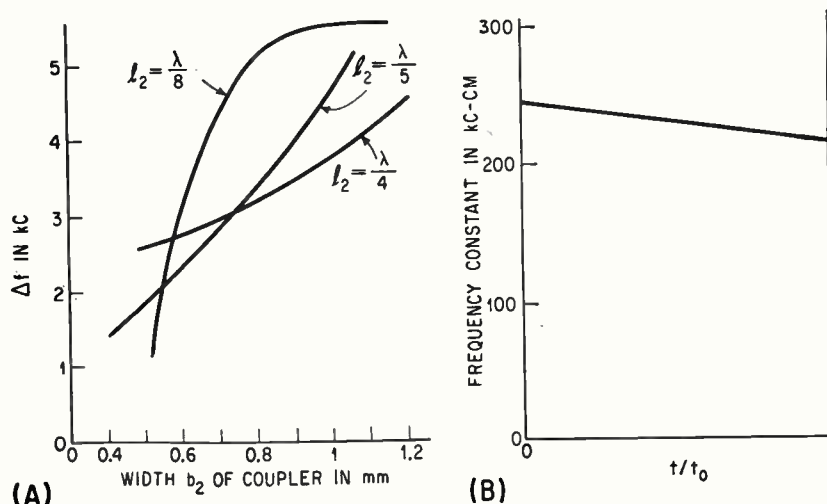 5
4
3
2
1
0
Δf IN KC
ℓ₂ = λ/8
ℓ₂ = λ/5
ℓ₂ = λ/4
0 0.4 0.6 0.8 1.0 1.2
WIDTH b₂ OF COUPLER IN mm
(A)
300
200
100
0
FREQUENCY CONSTANT IN KC-CM
t/t₀
(B)